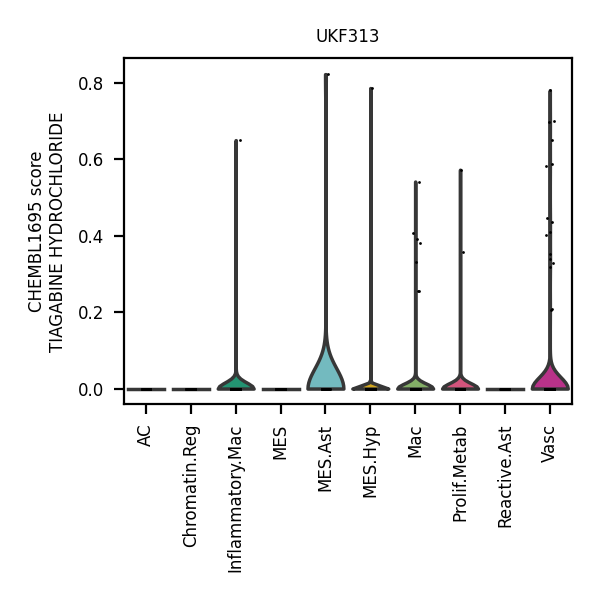 UKF313
CHEMBL1695 score
TIAGABINE HYDROCHLORIDE
0.8
0.6
0.4
0.2
0.0
AC
Chromatin.Reg
Inflammatory.Mac
MES
MES.Ast
MES.Hyp
Mac
Prolif.Metab
Reactive.Ast
Vasc